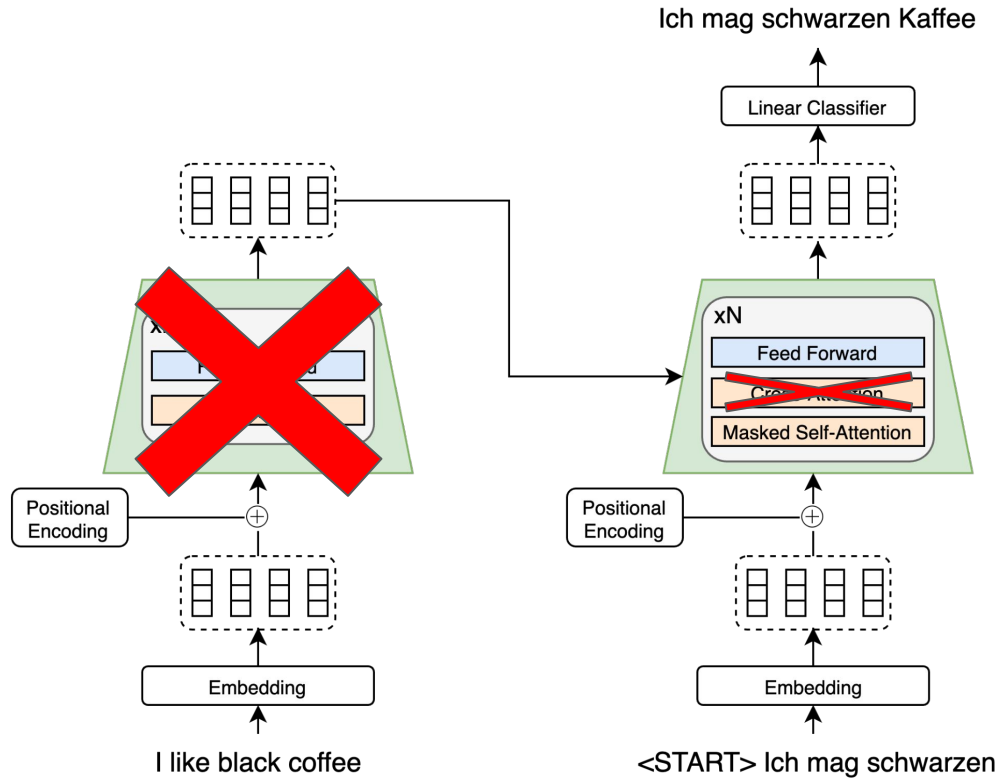 Ich mag schwarzen Kaffee
Linear Classifier
xN
Feed Forward
Masked Self-Attention
Positional
Encoding
Positional
Encoding
Embedding
Embedding
I like black coffee
<START> Ich mag schwarzen